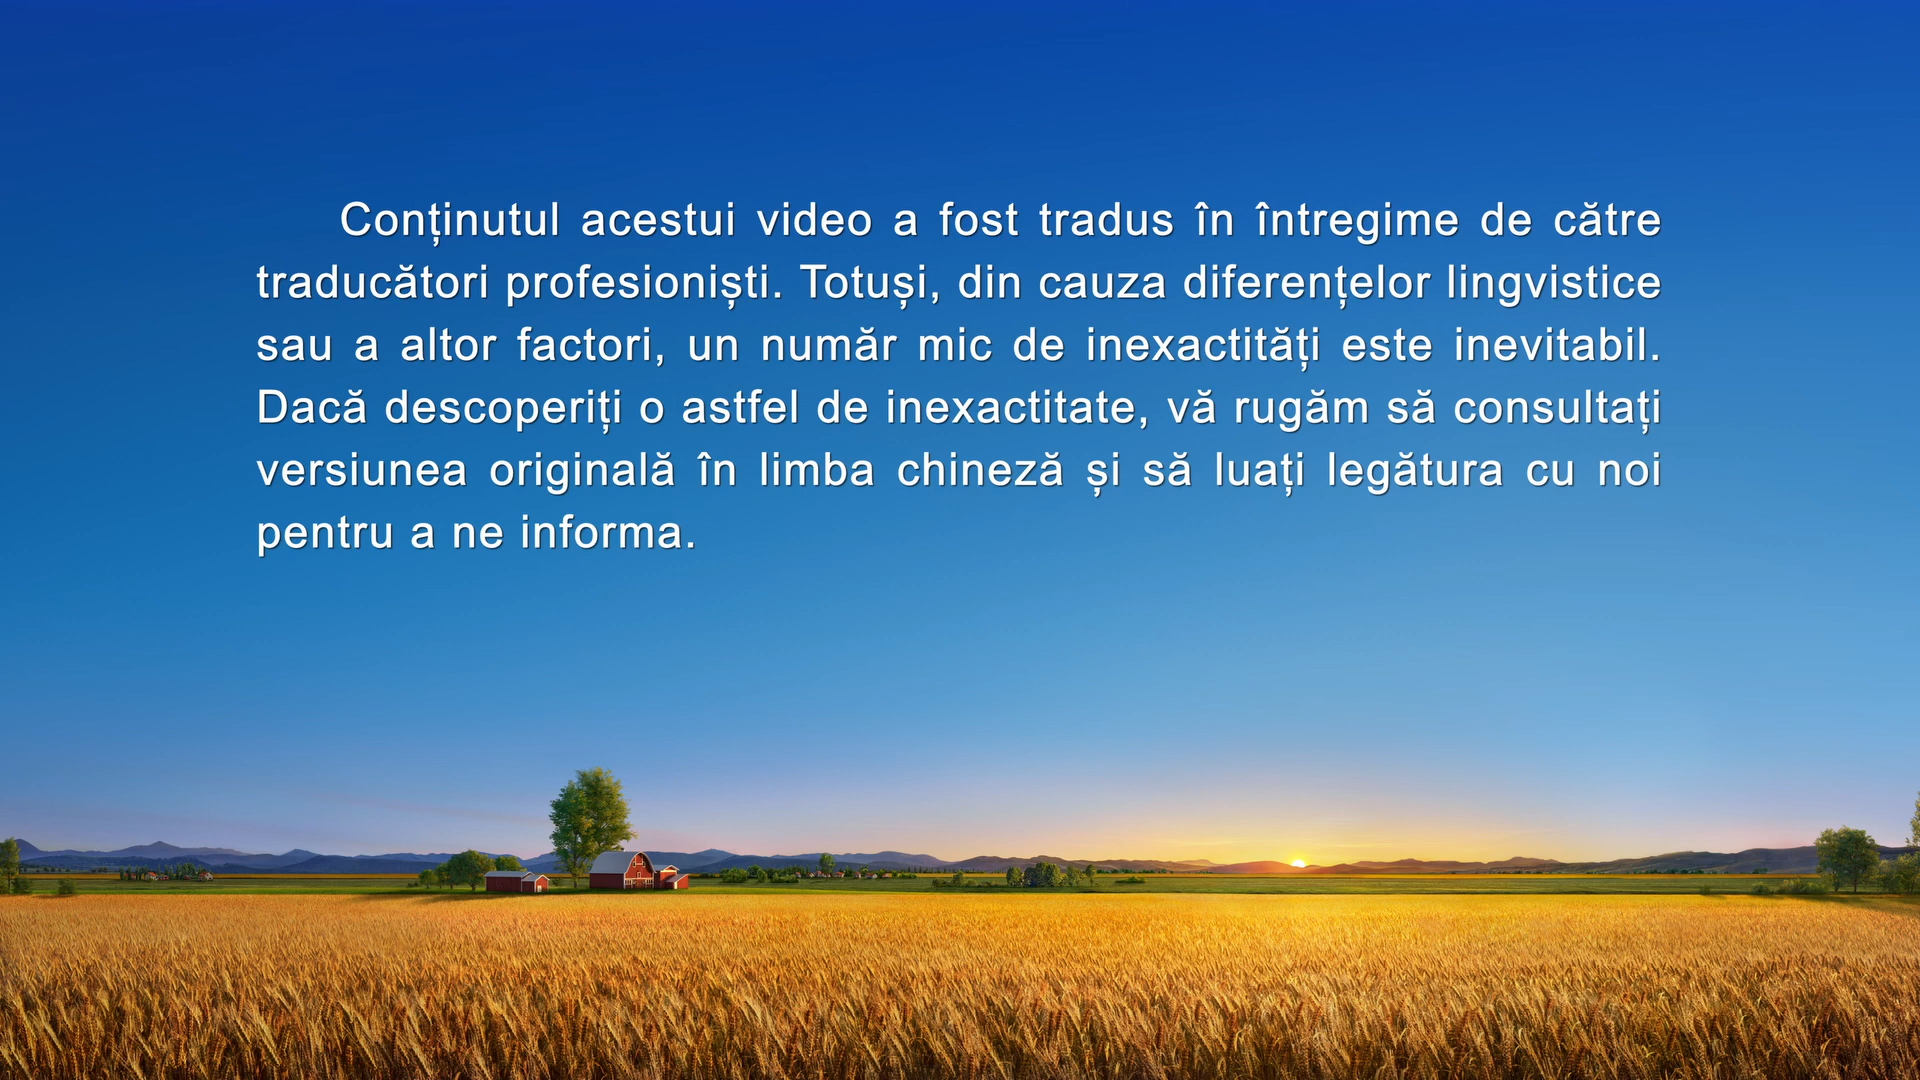 Conținutul acestui video a fost tradus în întregime de către
traducători profesioniști. Totuși, din cauza diferențelor lingvistice
sau a altor factori, un număr mic de inexactități este inevitabil.
Dacă descoperiți o astfel de inexactitate, vă rugăm să consultați
versiunea originală în limba chineză și să luați legătura cu noi
pentru a ne informa.